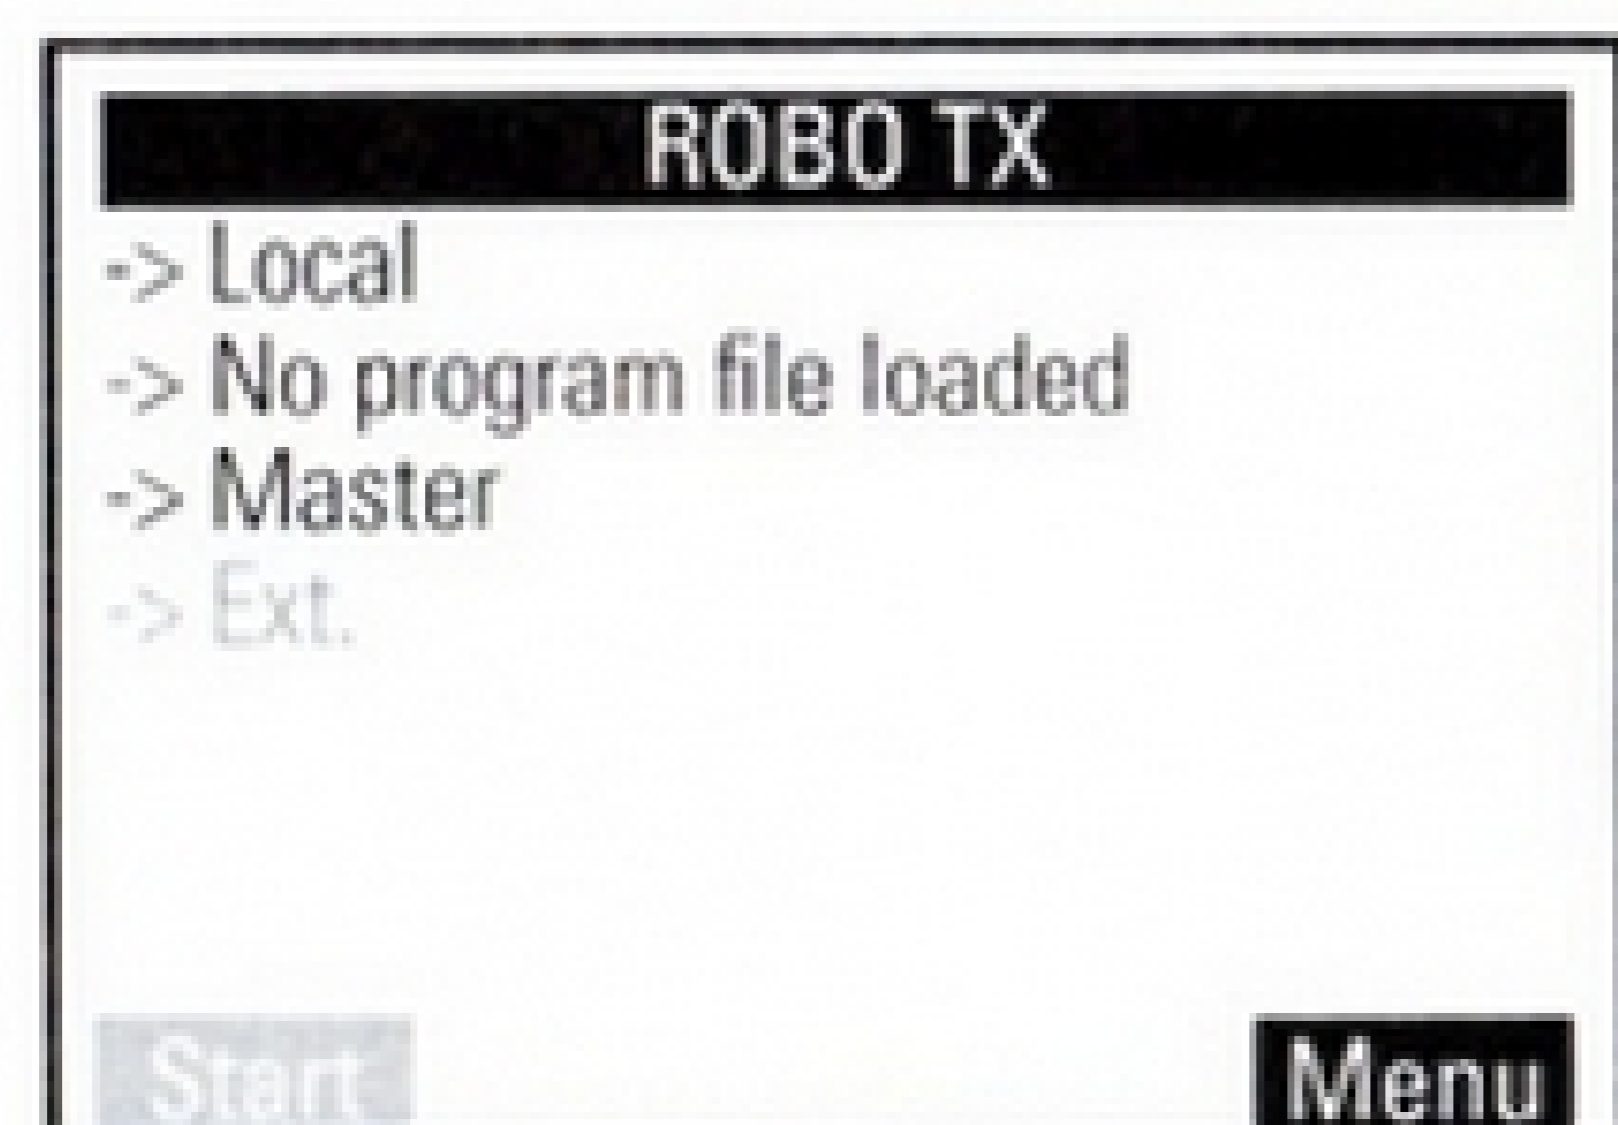 ROBO TX
-> Local
-> No program file loaded
-> Master
-> Ext.
Start
Menu